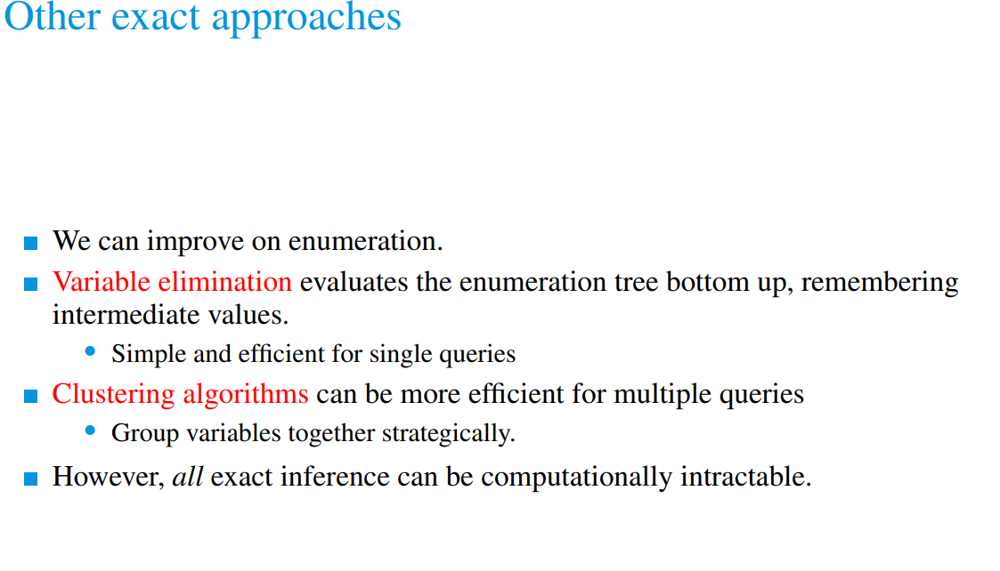 Other exact approaches
We can improve on enumeration.
Variable elimination evaluates the enumeration tree bottom up, remembering
intermediate values.
Simple and efficient for single queries
Clustering algorithms can be more efficient for multiple queries
Group variables together strategically.
However, all exact inference can be computationally intractable.